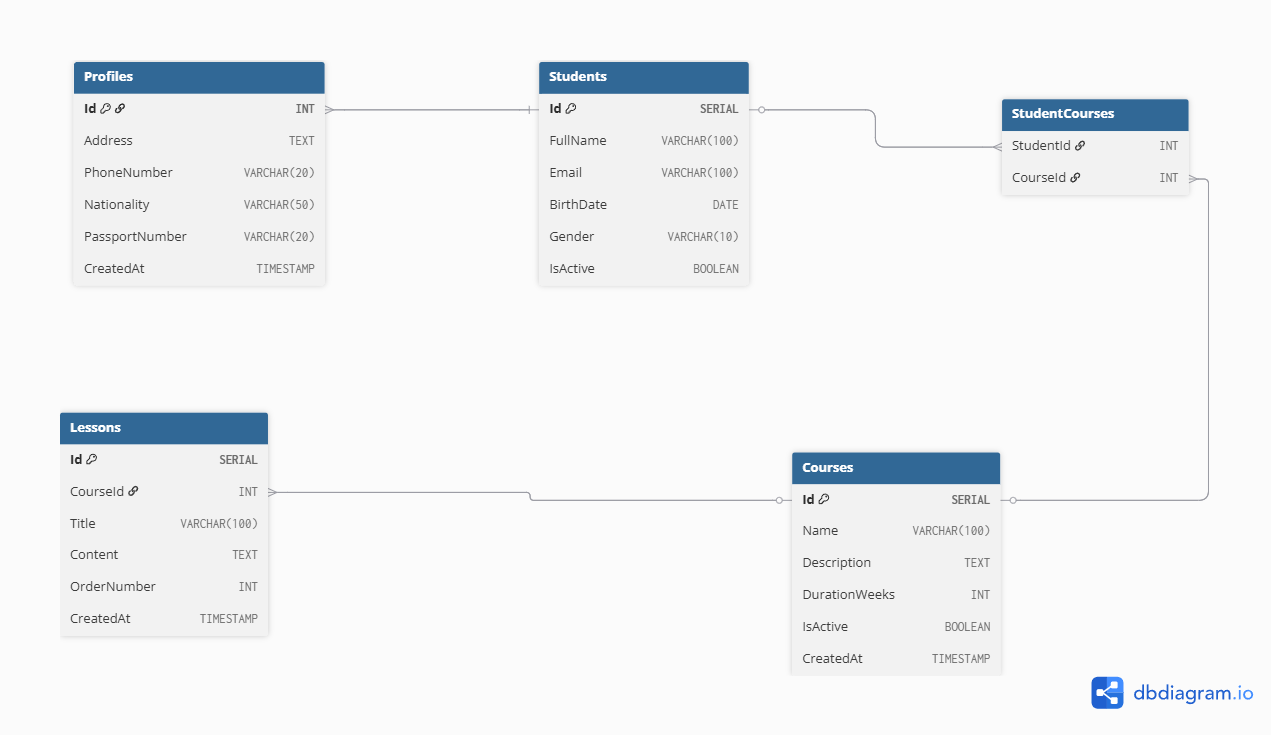 Profiles
Id INT
Address TEXT
PhoneNumber VARCHAR(20)
Nationality VARCHAR(50)
PassportNumber VARCHAR(20)
CreatedAt TIMESTAMP
Students
Id SERIAL
FullName VARCHAR(100)
Email VARCHAR(100)
BirthDate DATE
Gender VARCHAR(10)
IsActive BOOLEAN
StudentCourses
StudentId INT
CourseId INT
Lessons
Id SERIAL
CourseId INT
Title VARCHAR(100)
Content TEXT
OrderNumber INT
CreatedAt TIMESTAMP
Courses
Id SERIAL
Name VARCHAR(100)
Description TEXT
DurationWeeks INT
IsActive BOOLEAN
CreatedAt TIMESTAMP
dbdiagram.io